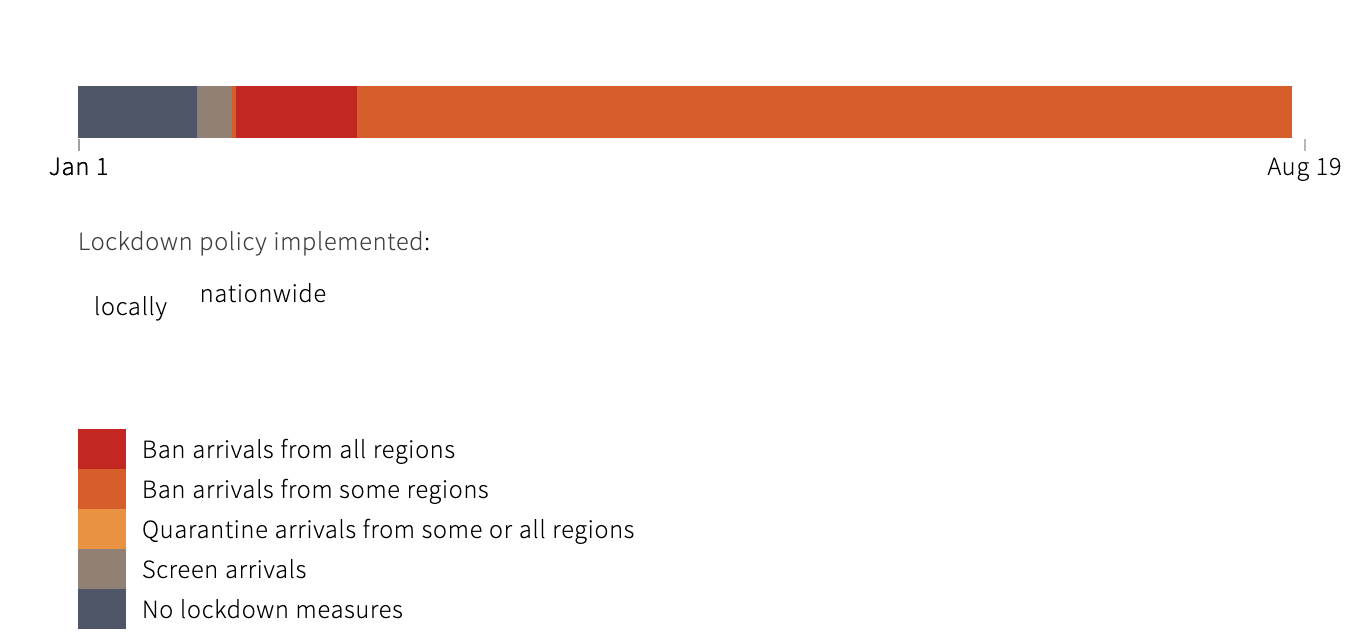 Jan 1
Aug 19
Lockdown policy implemented:
locally
nationwide
Ban arrivals from all regions
Ban arrivals from some regions
Quarantine arrivals from some or all regions
Screen arrivals
No lockdown measures